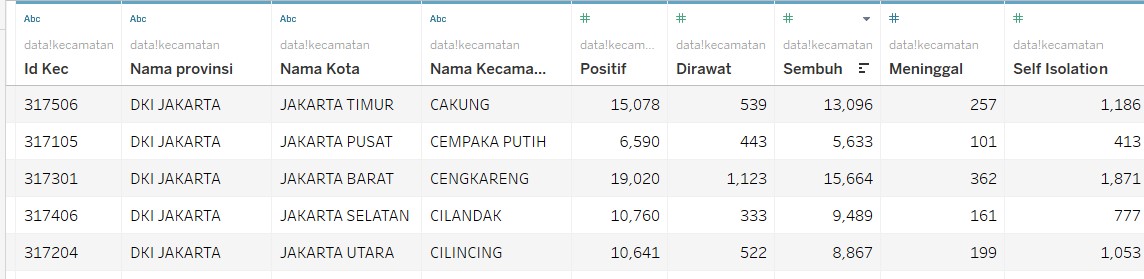 Abc Abc Abc Abc # # # # #
data!kecamatan data!kecamatan data!kecamatan data!kecamatan data!kecam... data!kecamatan data!kecamatan data!kecamatan data!kecamatan
Id Kec Nama provinsi Nama Kota Nama Kecama... Positif Dirawat Sembuh Meninggal Self Isolation
317506 DKI JAKARTA JAKARTA TIMUR CAKUNG 15,078 539 13,096 257 1,186
317105 DKI JAKARTA JAKARTA PUSAT CEMPAKA PUTIH 6,590 443 5,633 101 413
317301 DKI JAKARTA JAKARTA BARAT CENGKARENG 19,020 1,123 15,664 362 1,871
317406 DKI JAKARTA JAKARTA SELATAN CILANDAK 10,760 333 9,489 161 777
317204 DKI JAKARTA JAKARTA UTARA CILINCING 10,641 522 8,867 199 1,053